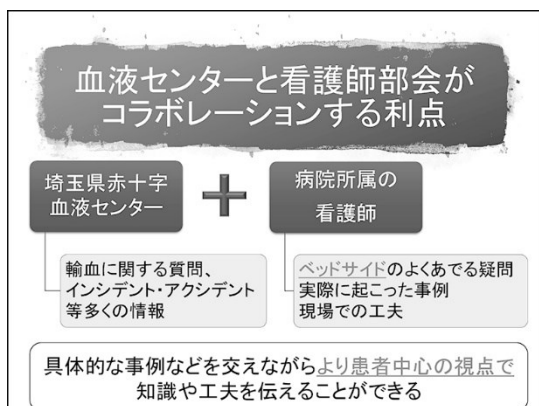 血液センターと看護師部会が
コラボレーションする利点
埼玉県赤十字
血液センター
病院所属の
看護師
輸血に関する質問、
インシデント・アクシデント
等多くの情報
ベッドサイドのよくあでる疑問
実際に起こった事例
現場での工夫
具体的な事例などを交えながらより患者中心の視点で
知識や工夫を伝えることができる